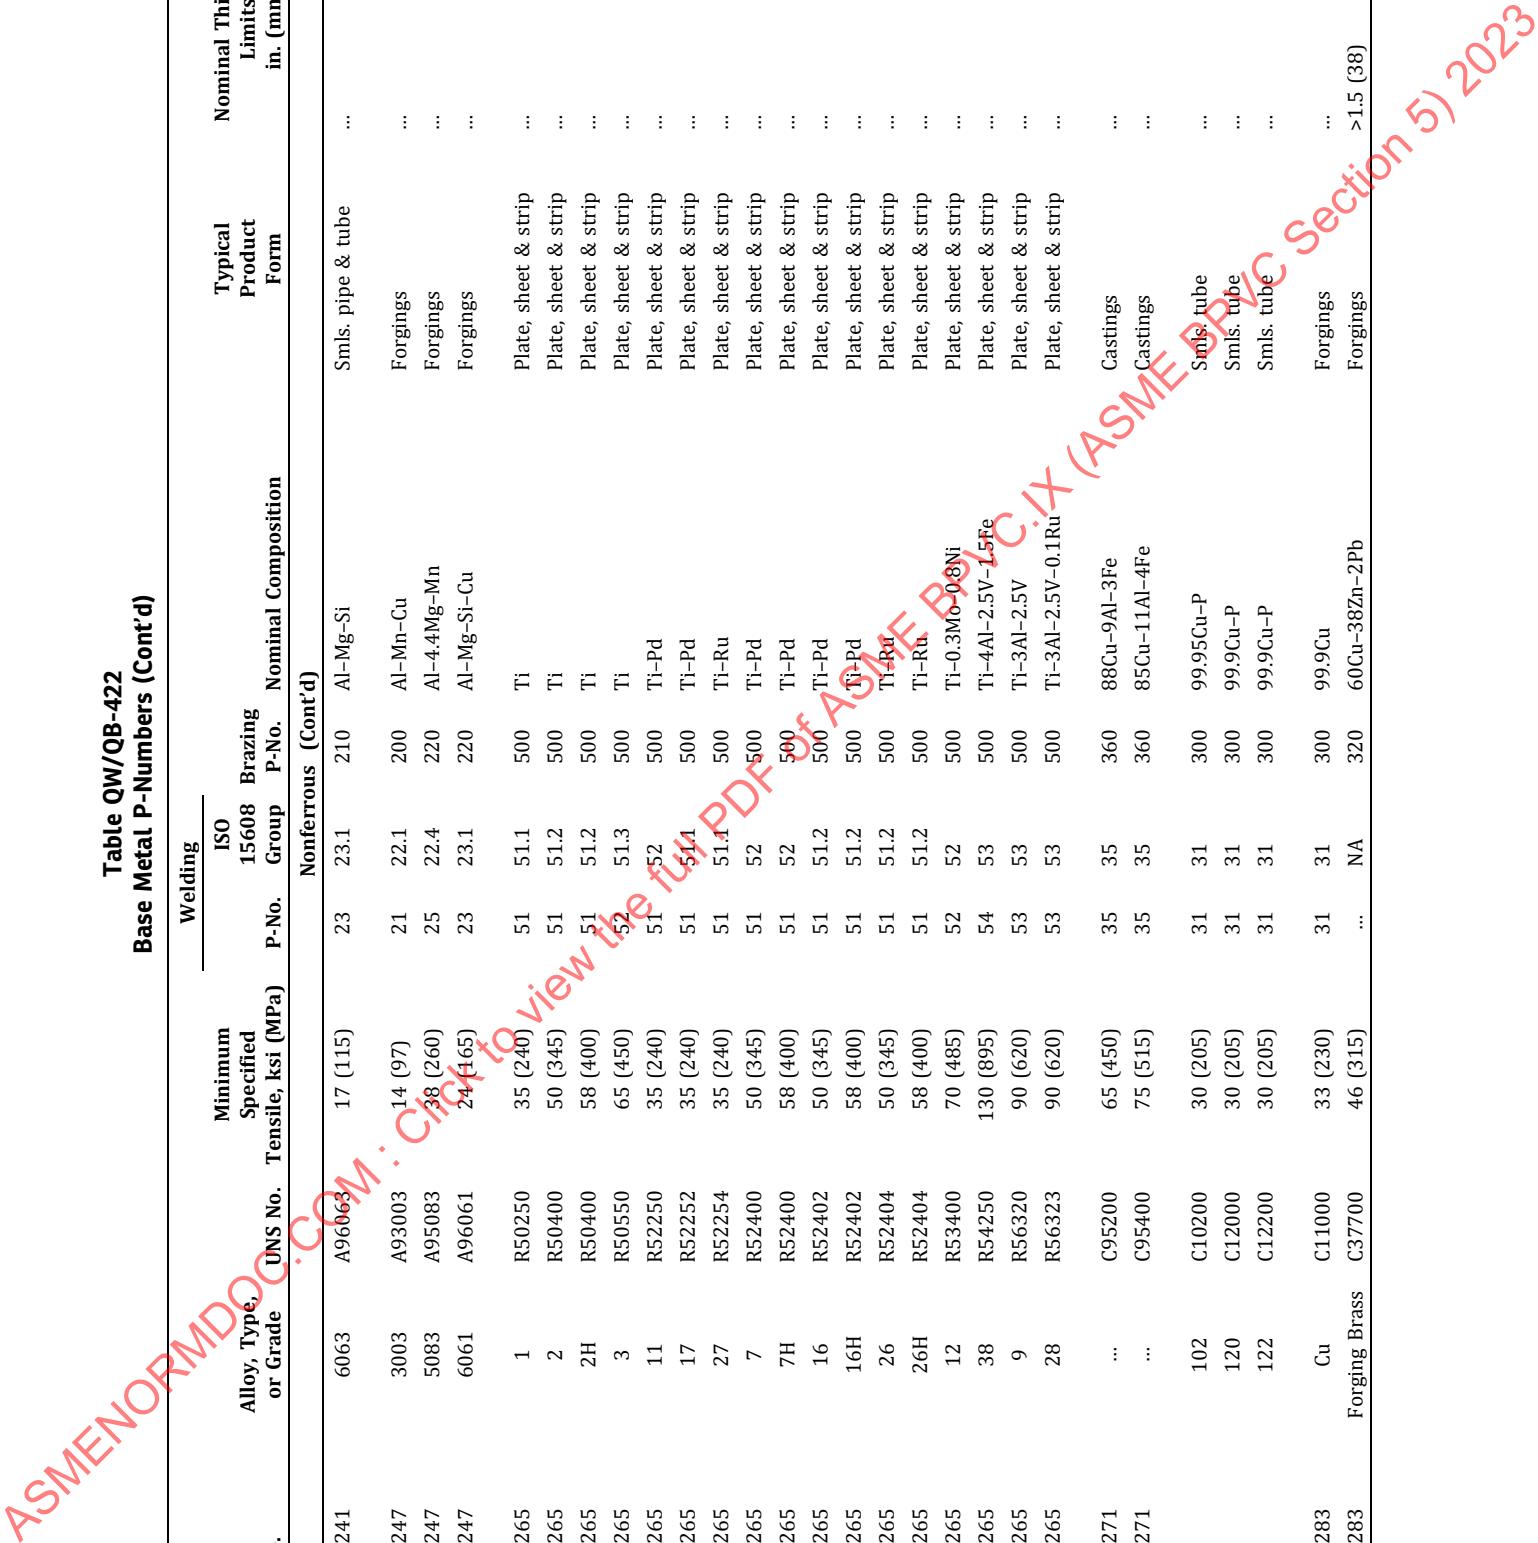 Table QW/QB-422
Base Metal P-Numbers (Cont'd)
Welding
Minimum ISO Typical Nominal Thi
Alloy, Type, Specified 15608 Brazing Product Limits
. or Grade UNS No. Tensile, ksi (MPa) P-No. Group P-No. Nominal Composition Form in. (mm
Nonferrous (Cont'd)
241 6063 A96063 17 (115) 23 23.1 210 Al–Mg–Si Smls. pipe & tube ...
247 3003 A93003 14 (97) 21 22.1 200 Al–Mn–Cu Forgings ...
247 5083 A95083 38 (260) 25 22.4 220 Al–4.4Mg–Mn Forgings ...
247 6061 A96061 24 (165) 23 23.1 220 Al–Mg–Si–Cu Forgings ...
265 1 R50250 35 (240) 51 51.1 500 Ti Plate, sheet & strip ...
265 2 R50400 50 (345) 51 51.2 500 Ti Plate, sheet & strip ...
265 2H R50400 58 (400) 51 51.2 500 Ti Plate, sheet & strip ...
265 3 R50550 65 (450) 52 51.3 500 Ti Plate, sheet & strip ...
265 11 R52250 35 (240) 51 52 500 Ti–Pd Plate, sheet & strip ...
265 17 R52252 35 (240) 51 51.1 500 Ti–Pd Plate, sheet & strip ...
265 27 R52254 35 (240) 51 51.1 500 Ti–Ru Plate, sheet & strip ...
265 7 R52400 50 (345) 51 52 500 Ti–Pd Plate, sheet & strip ...
265 7H R52400 58 (400) 51 52 500 Ti–Pd Plate, sheet & strip ...
265 16 R52402 50 (345) 51 51.2 500 Ti–Pd Plate, sheet & strip ...
265 16H R52402 58 (400) 51 51.2 500 Ti–Pd Plate, sheet & strip ...
265 26 R52404 50 (345) 51 51.2 500 Ti–Ru Plate, sheet & strip ...
265 26H R52404 58 (400) 51 51.2 500 Ti–Ru Plate, sheet & strip ...
265 12 R53400 70 (485) 52 52 500 Ti–0.3Mo–0.8Ni Plate, sheet & strip ...
265 38 R54250 130 (895) 54 53 500 Ti–4Al–2.5V–1.5Fe Plate, sheet & strip ...
265 9 R56320 90 (620) 53 53 500 Ti–3Al–2.5V Plate, sheet & strip ...
265 28 R56323 90 (620) 53 53 500 Ti–3Al–2.5V–0.1Ru Plate, sheet & strip ...
271 ... C95200 65 (450) 35 35 360 88Cu–9Al–3Fe Castings ...
271 ... C95400 75 (515) 35 35 360 85Cu–11Al–4Fe Castings ...
102 C10200 30 (205) 31 31 300 99.95Cu–P Smls. tube ...
120 C12000 30 (205) 31 31 300 99.9Cu–P Smls. tube ...
122 C12200 30 (205) 31 31 300 99.9Cu–P Smls. tube ...
283 Cu C11000 33 (230) 31 31 300 99.9Cu Forgings ...
283 Forging Brass C37700 46 (315) ... NA 320 60Cu–38Zn–2Pb Forgings >1.5 (38)
ASMENORMDOC.COM : Click to view the full PDF of ASME BPVC.IX (ASME BPVC Section 5) 2023